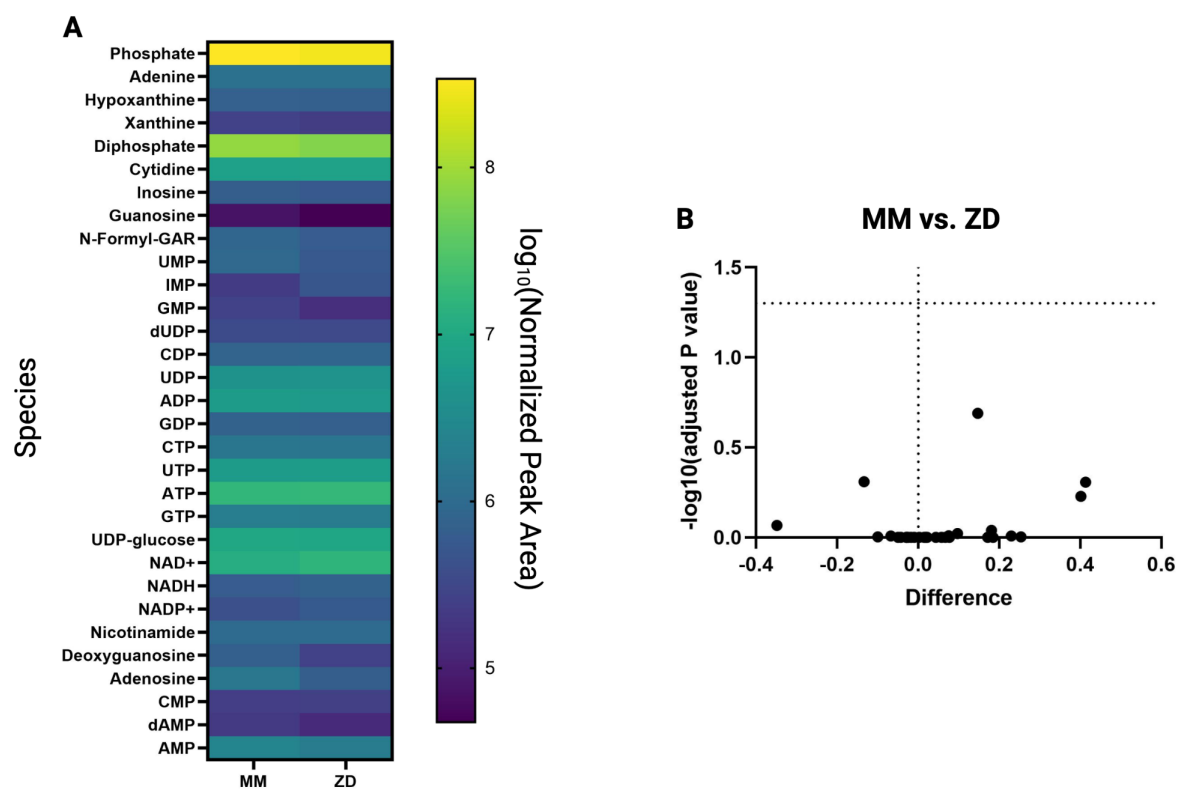 A
Species
Phosphate
Adenine
Hypoxanthine
Xanthine
Diphosphate
Cytidine
Inosine
Guanosine
N-Formyl-GAR
UMP
IMP
GMP
dUDP
CDP
UDP
ADP
GDP
CTP
UTP
ATP
GTP
UDP-glucose
NAD+
NADH
NADP+
Nicotinamide
Deoxyguanosine
Adenosine
CMP
dAMP
AMP
MM ZD
8
7
6
5
log₁₀(Normalized Peak Area)
B
MM vs. ZD
-log10(adjusted P value)
1.5
1.0
0.5
0.0
-0.4 -0.2 0.0 0.2 0.4 0.6
Difference